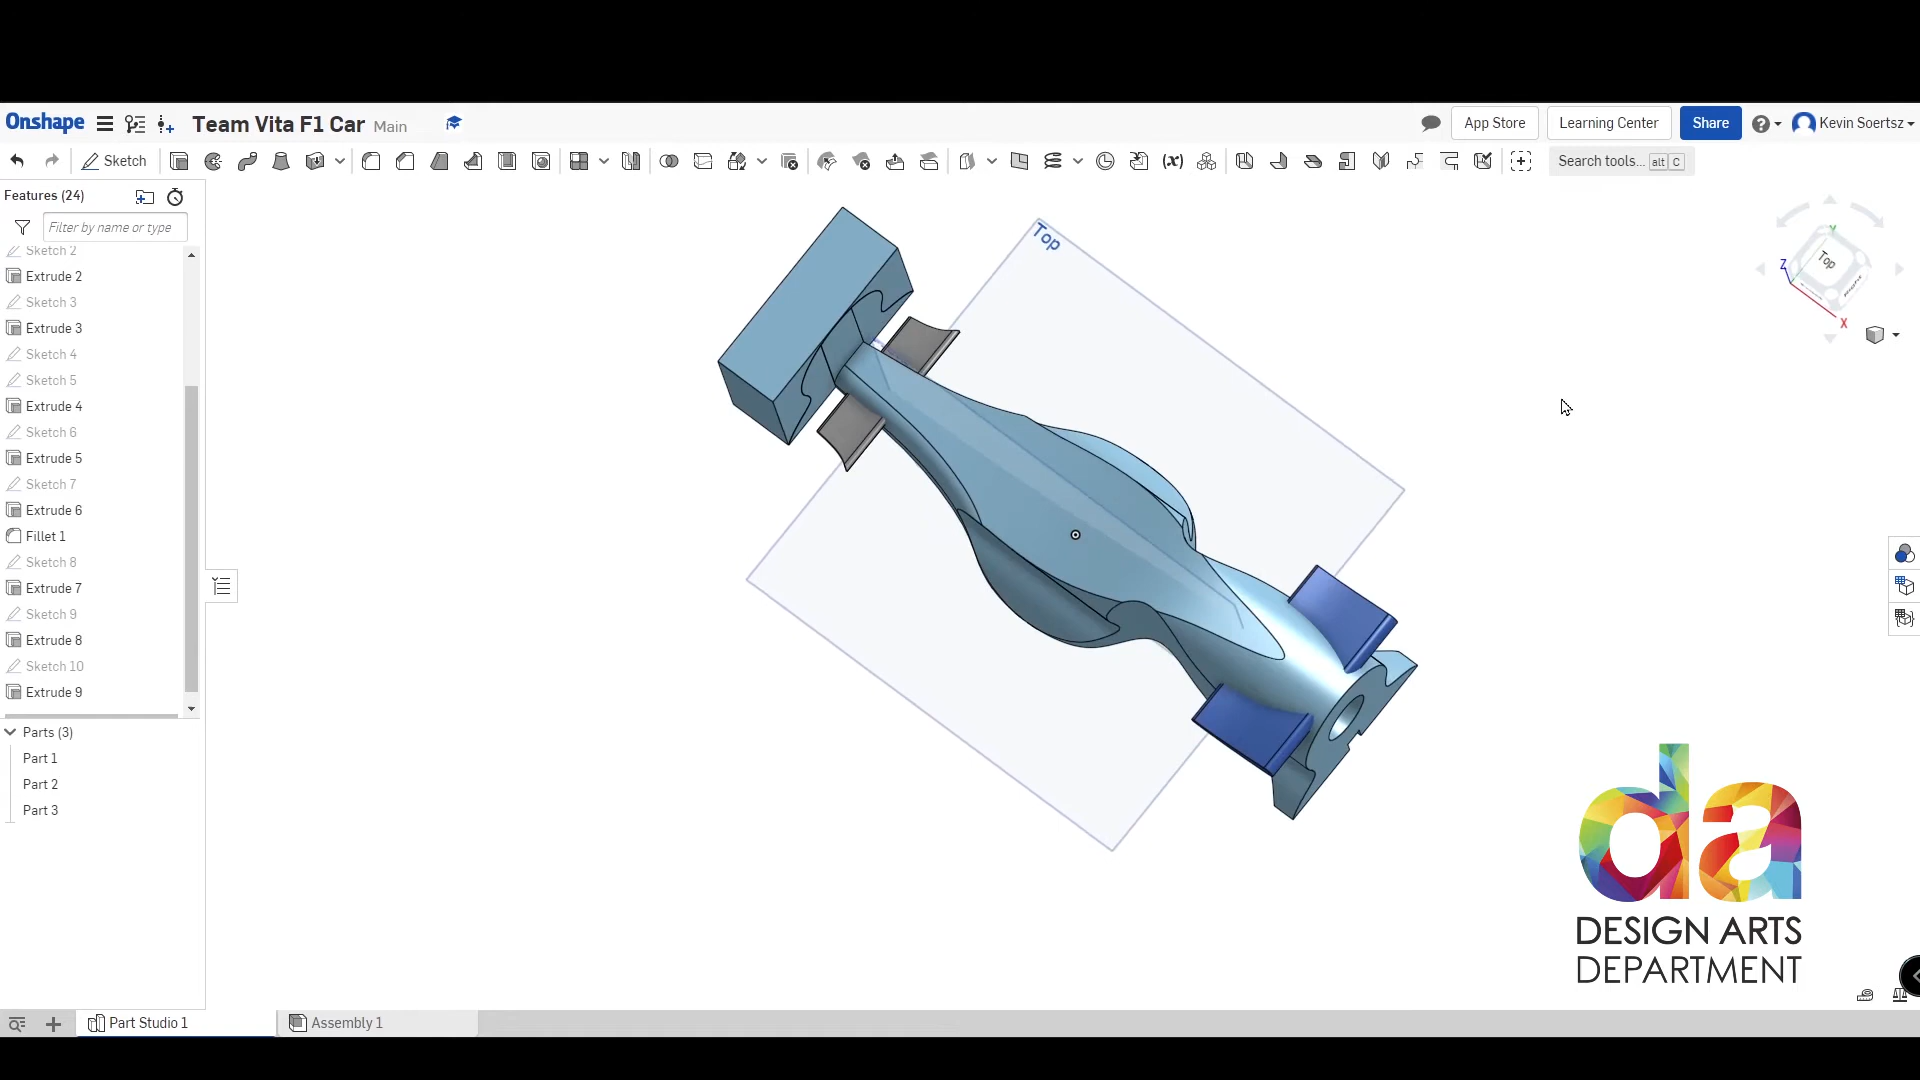 Onshape
Team Vita F1 Car Main
App Store
Learning Center
Share
Kevin Soertsz
Sketch
Search tools... alt C
Features (24)
Filter by name or type
Sketch 2
Extrude 2
Sketch 3
Extrude 3
Sketch 4
Sketch 5
Extrude 4
Sketch 6
Extrude 5
Sketch 7
Extrude 6
Fillet 1
Sketch 8
Extrude 7
Sketch 9
Extrude 8
Sketch 10
Extrude 9
Parts (3)
Part 1
Part 2
Part 3
Top
Y
Z
Top
X
da
DESIGN ARTS
DEPARTMENT
Part Studio 1
Assembly 1